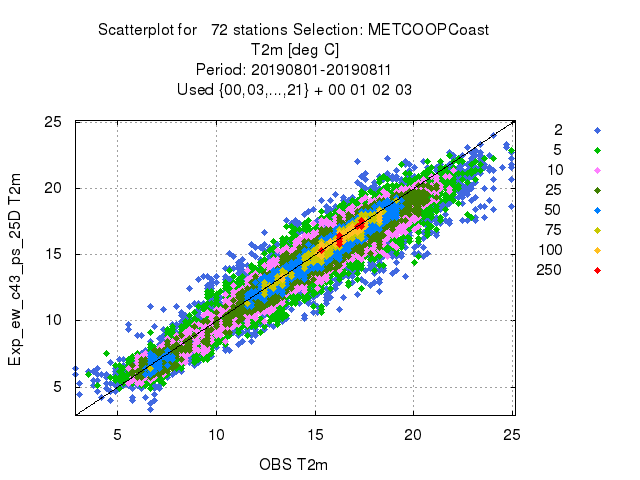 Scatterplot for 72 stations Selection: METCOOPCoast
T2m [deg C]
Period: 20190801-20190811
Used {00,03,...,21} + 00 01 02 03
25
20
15
10
5
Exp_ew_c43_ps_25D T2m
5 10 15 20 25
OBS T2m
2
5
10
25
50
75
100
250